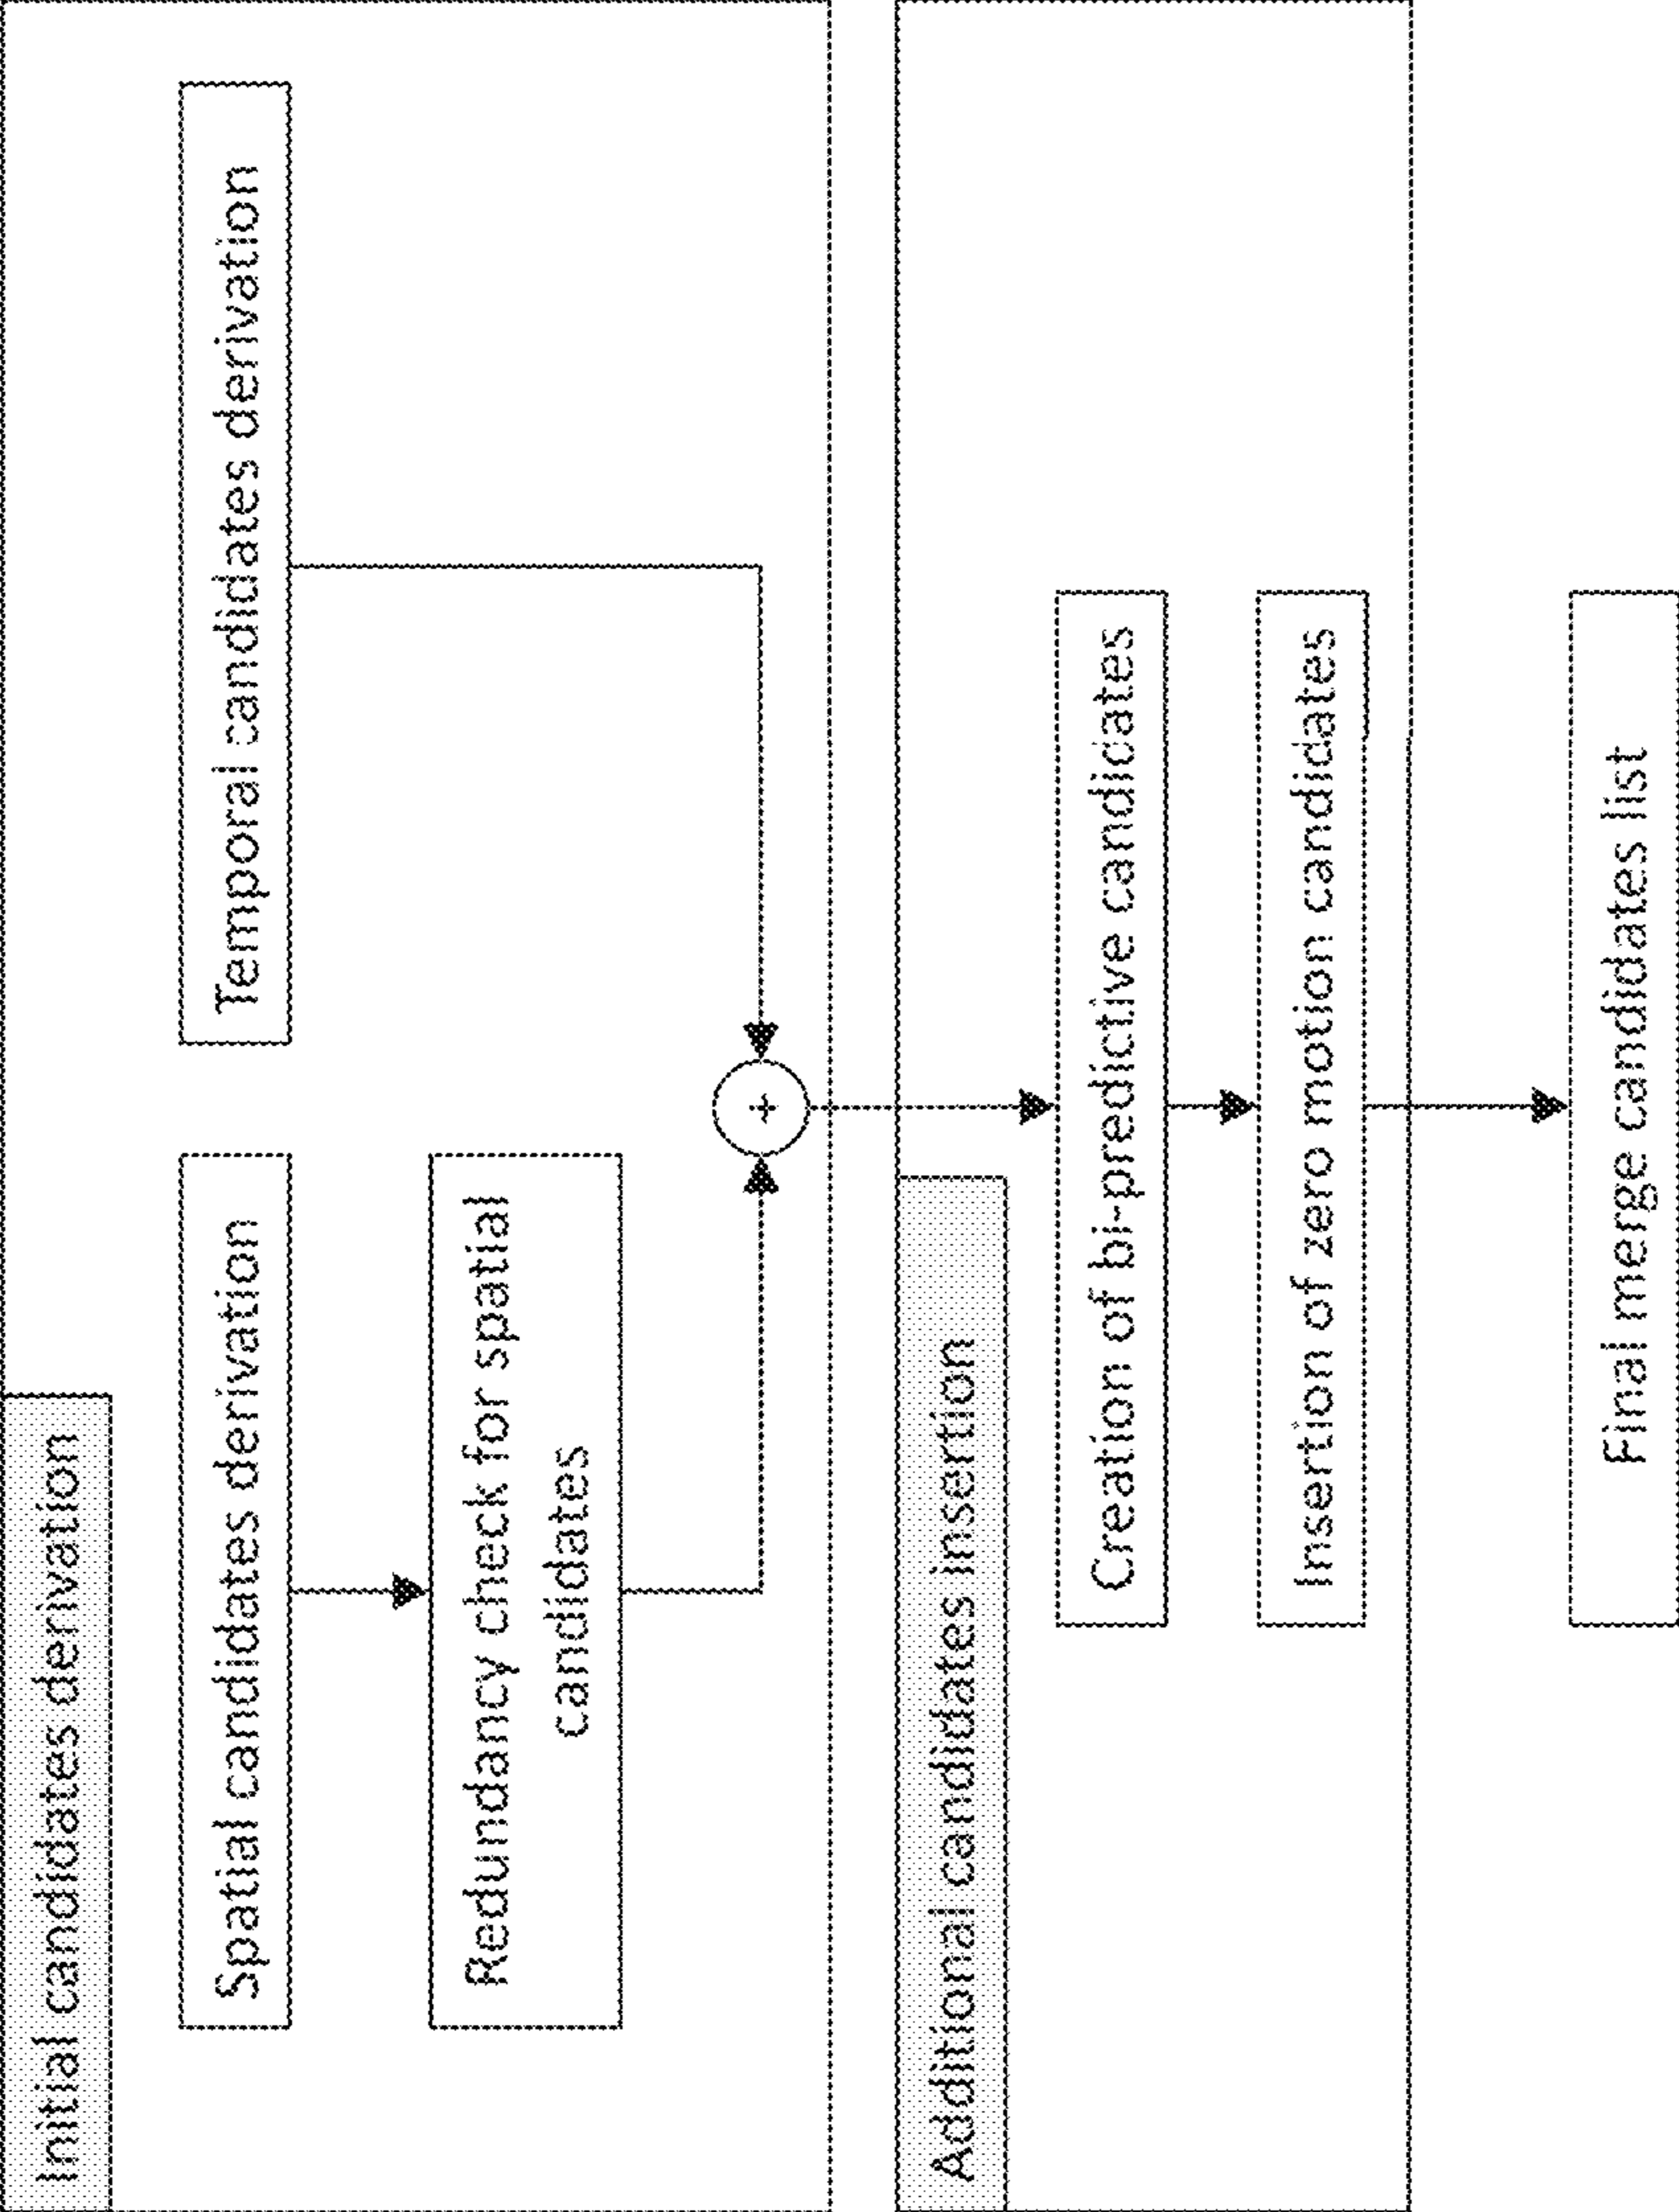 Initial candidates derivation
Spatial candidates derivation
Temporal candidates derivation
Redundancy check for spatial
candidates
+
Additional candidates insertion
Creation of bi-predictive candidates
Insertion of zero motion candidates
Final merge candidates list